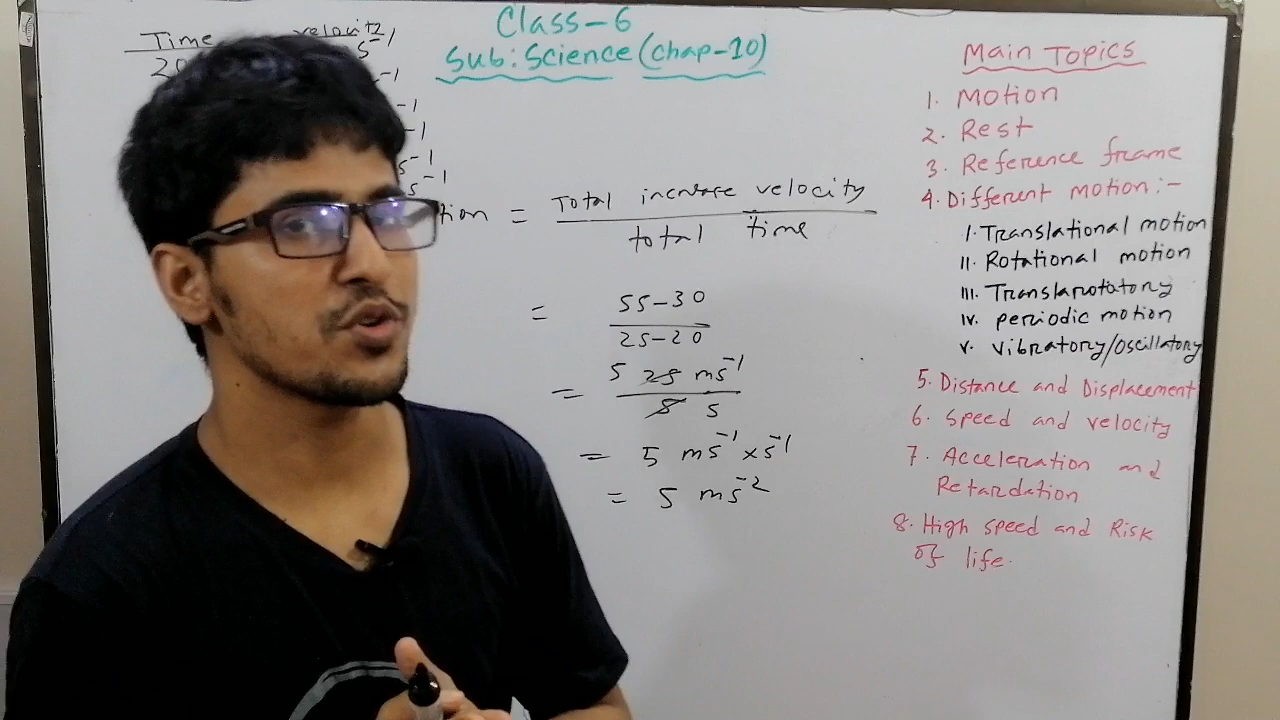 Class-6
Sub: Science (chap-10)
Time velocity
20 s-1
-1
-1
-1
s-1
s-1
tion = Total increase velocity
total time
= 55-30
25-20
= 5 25 ms-1
5 s
= 5 ms-1 × s-1
= 5 ms-2
Main Topics
1. Motion
2. Rest
3. Reference frame
4. Different motion:-
I. Translational motion
II. Rotational motion
III. Translarotatory
IV. periodic motion
V. vibratory/oscillatory
5. Distance and Displacement
6. Speed and velocity
7. Acceleration and
Retardation
8. High speed and Risk
of life.